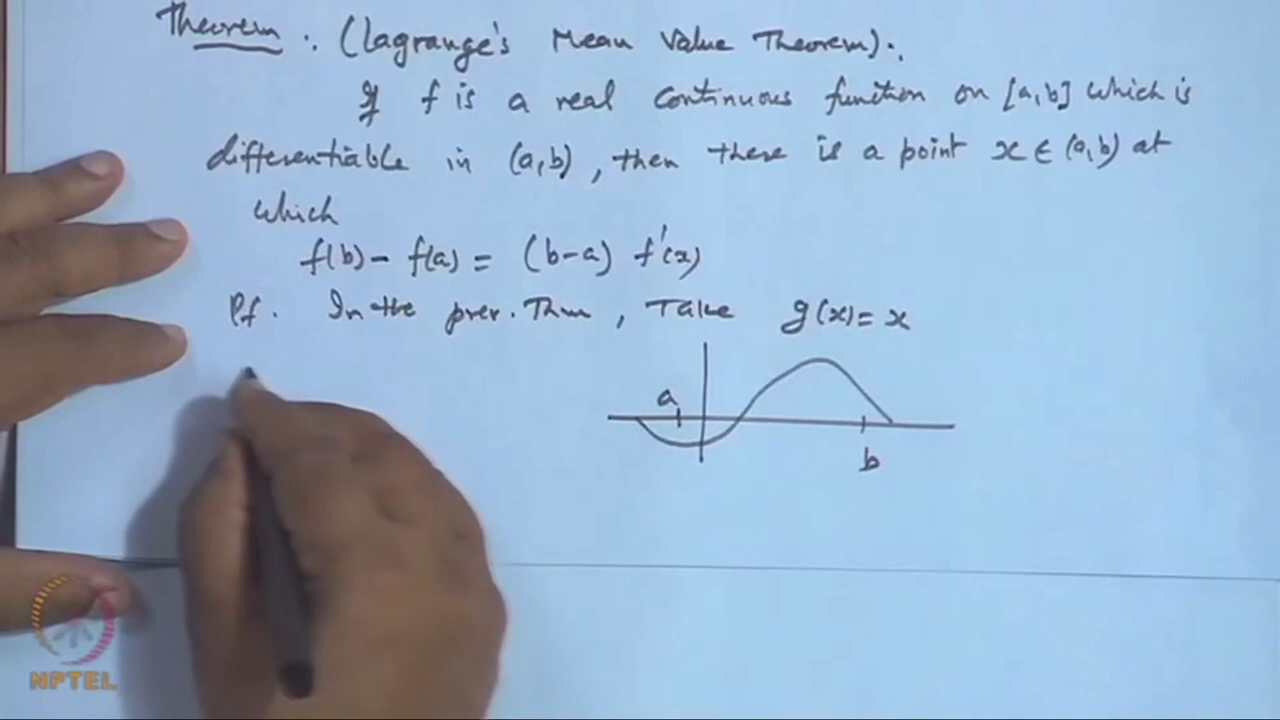 Theorem : (Lagrange's Mean Value Theorem).
If f is a real continuous function on [a,b] which is
differentiable in (a,b), then there is a point x ∈ (a,b) at
which
f(b) - f(a) = (b-a) f'(x)
Pf. In the prev. Thm, Take g(x) = x
a
b
NPTEL